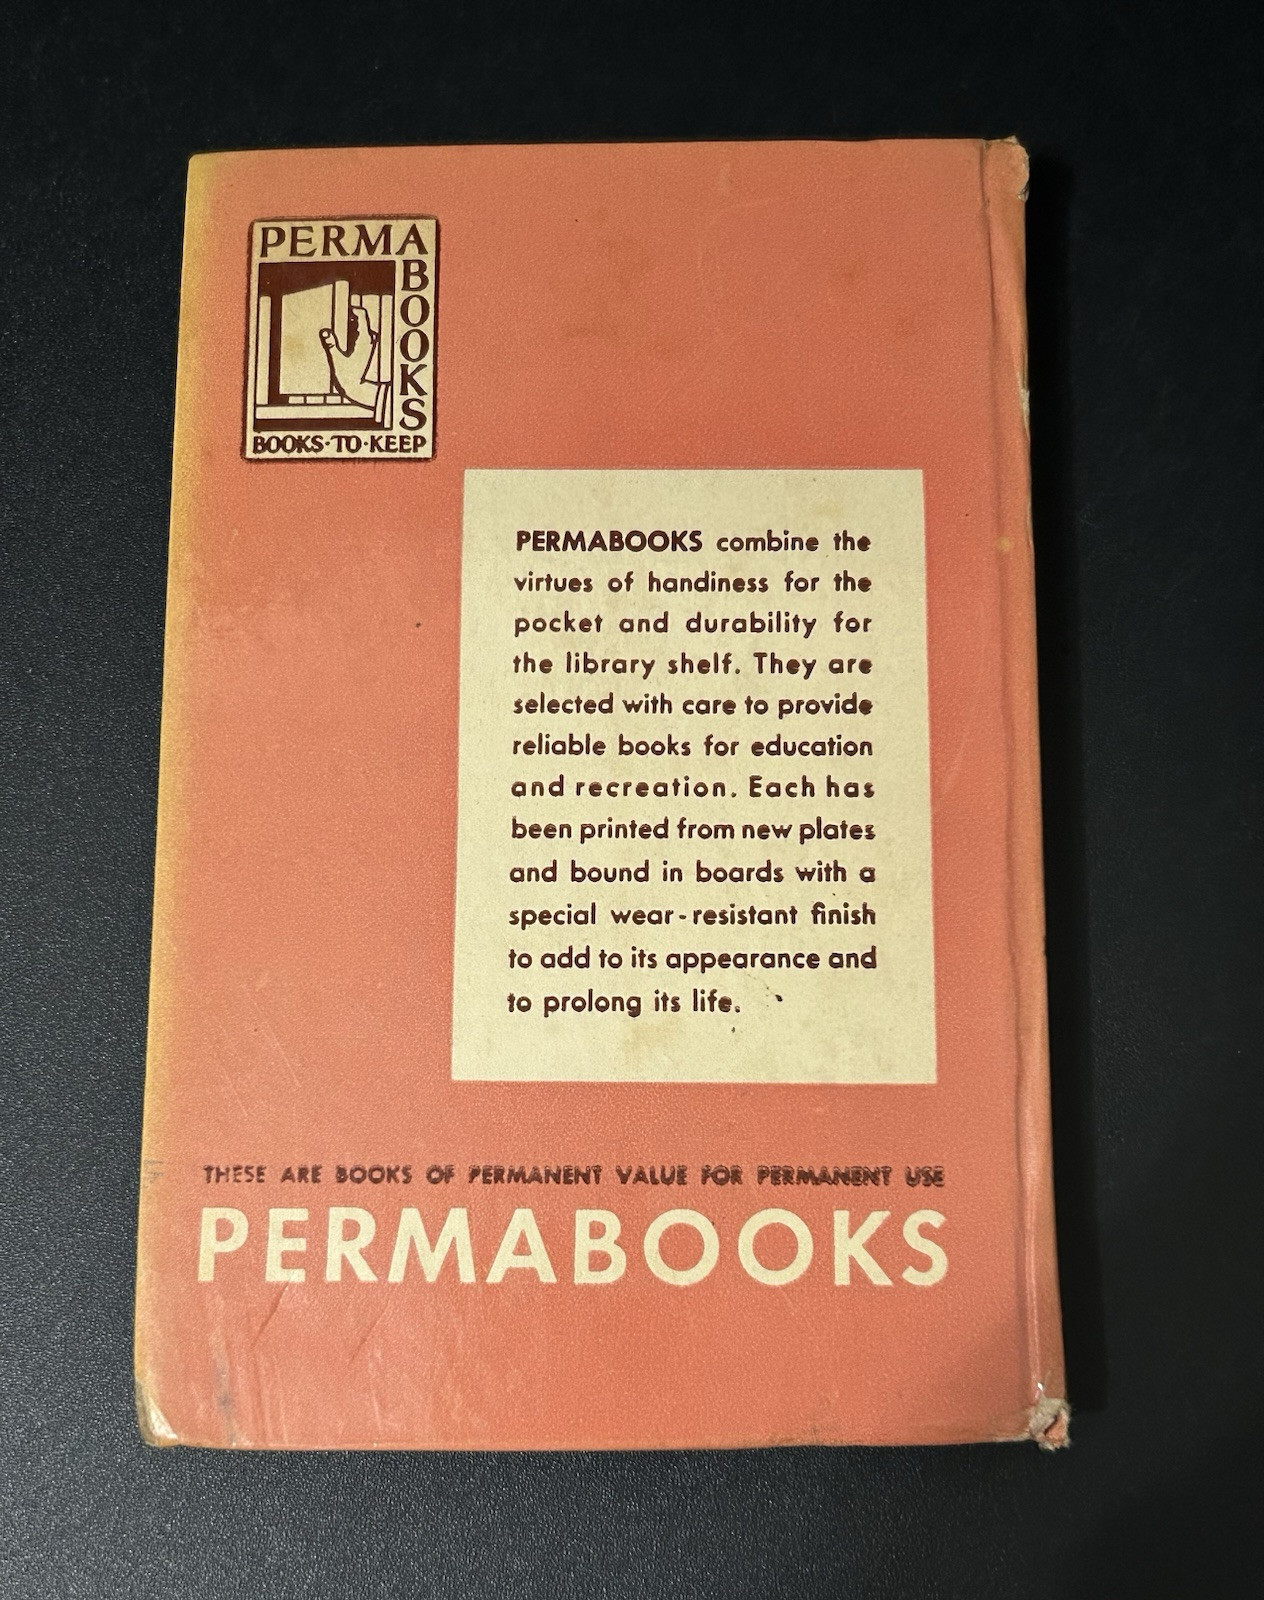 PERMA
BOOKS
BOOKS·TO·KEEP
PERMABOOKS combine the
virtues of handiness for the
pocket and durability for
the library shelf. They are
selected with care to provide
reliable books for education
and recreation. Each has
been printed from new plates
and bound in boards with a
special wear-resistant finish
to add to its appearance and
to prolong its life.
THESE ARE BOOKS OF PERMANENT VALUE FOR PERMANENT USE
PERMABOOKS